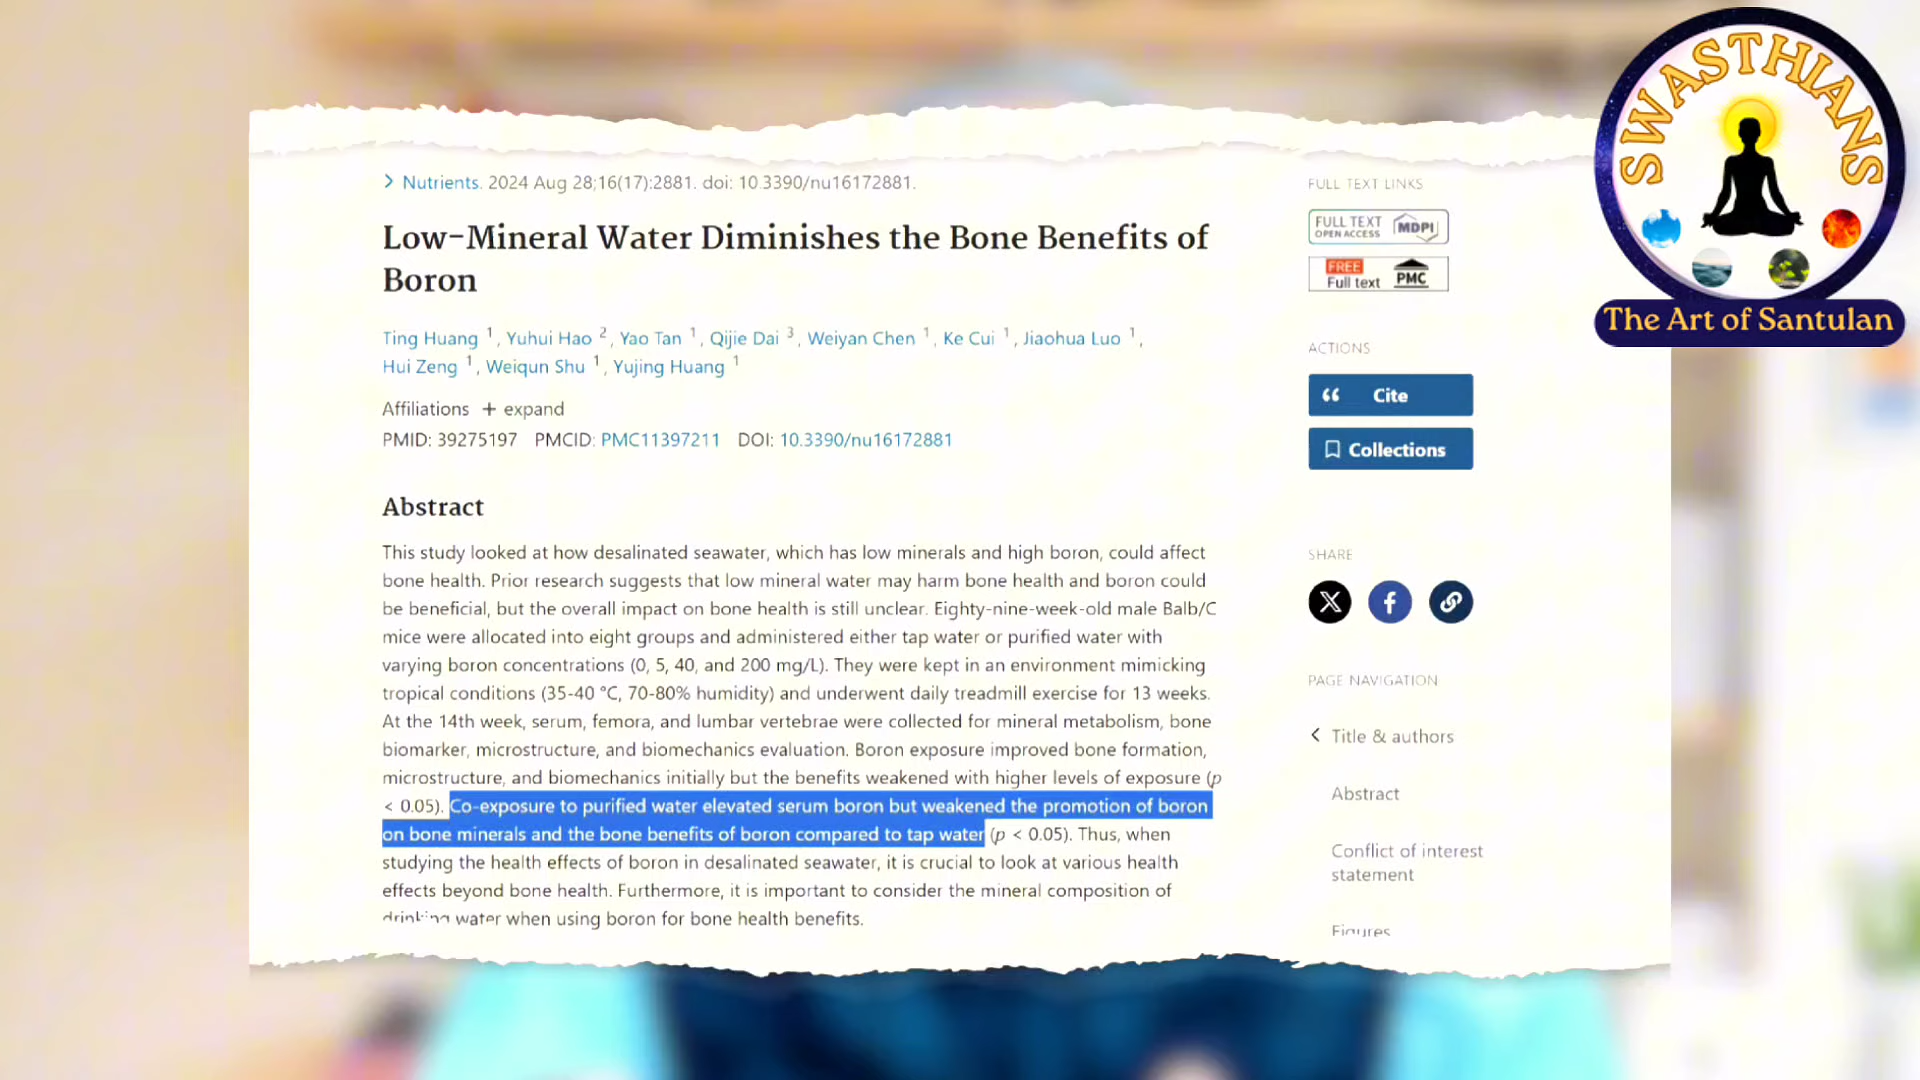 SWASTHIANS
The Art of Santulan
Nutrients. 2024 Aug 28;16(17):2881. doi: 10.3390/nu16172881.
Low-Mineral Water Diminishes the Bone Benefits of
Boron
Ting Huang 1, Yuhui Hao 2, Yao Tan 1, Qijie Dai 3, Weiyan Chen 1, Ke Cui 1, Jiaohua Luo 1,
Hui Zeng 1, Weiqun Shu 1, Yujing Huang 1
Affiliations + expand
PMID: 39275197 PMCID: PMC11397211 DOI: 10.3390/nu16172881
Abstract
This study looked at how desalinated seawater, which has low minerals and high boron, could affect
bone health. Prior research suggests that low mineral water may harm bone health and boron could
be beneficial, but the overall impact on bone health is still unclear. Eighty-nine-week-old male Balb/C
mice were allocated into eight groups and administered either tap water or purified water with
varying boron concentrations (0, 5, 40, and 200 mg/L). They were kept in an environment mimicking
tropical conditions (35-40 °C, 70-80% humidity) and underwent daily treadmill exercise for 13 weeks.
At the 14th week, serum, femora, and lumbar vertebrae were collected for mineral metabolism, bone
biomarker, microstructure, and biomechanics evaluation. Boron exposure improved bone formation,
microstructure, and biomechanics initially but the benefits weakened with higher levels of exposure (p
< 0.05). Co-exposure to purified water elevated serum boron but weakened the promotion of boron
on bone minerals and the bone benefits of boron compared to tap water (p < 0.05). Thus, when
studying the health effects of boron in desalinated seawater, it is crucial to look at various health
effects beyond bone health. Furthermore, it is important to consider the mineral composition of
drinking water when using boron for bone health benefits.
FULL TEXT LINKS
FULL TEXT
OPEN ACCESS
MDPI
FREE
Full text
PMC
ACTIONS
Cite
Collections
SHARE
PAGE NAVIGATION
Title & authors
Abstract
Conflict of interest
statement
Figures